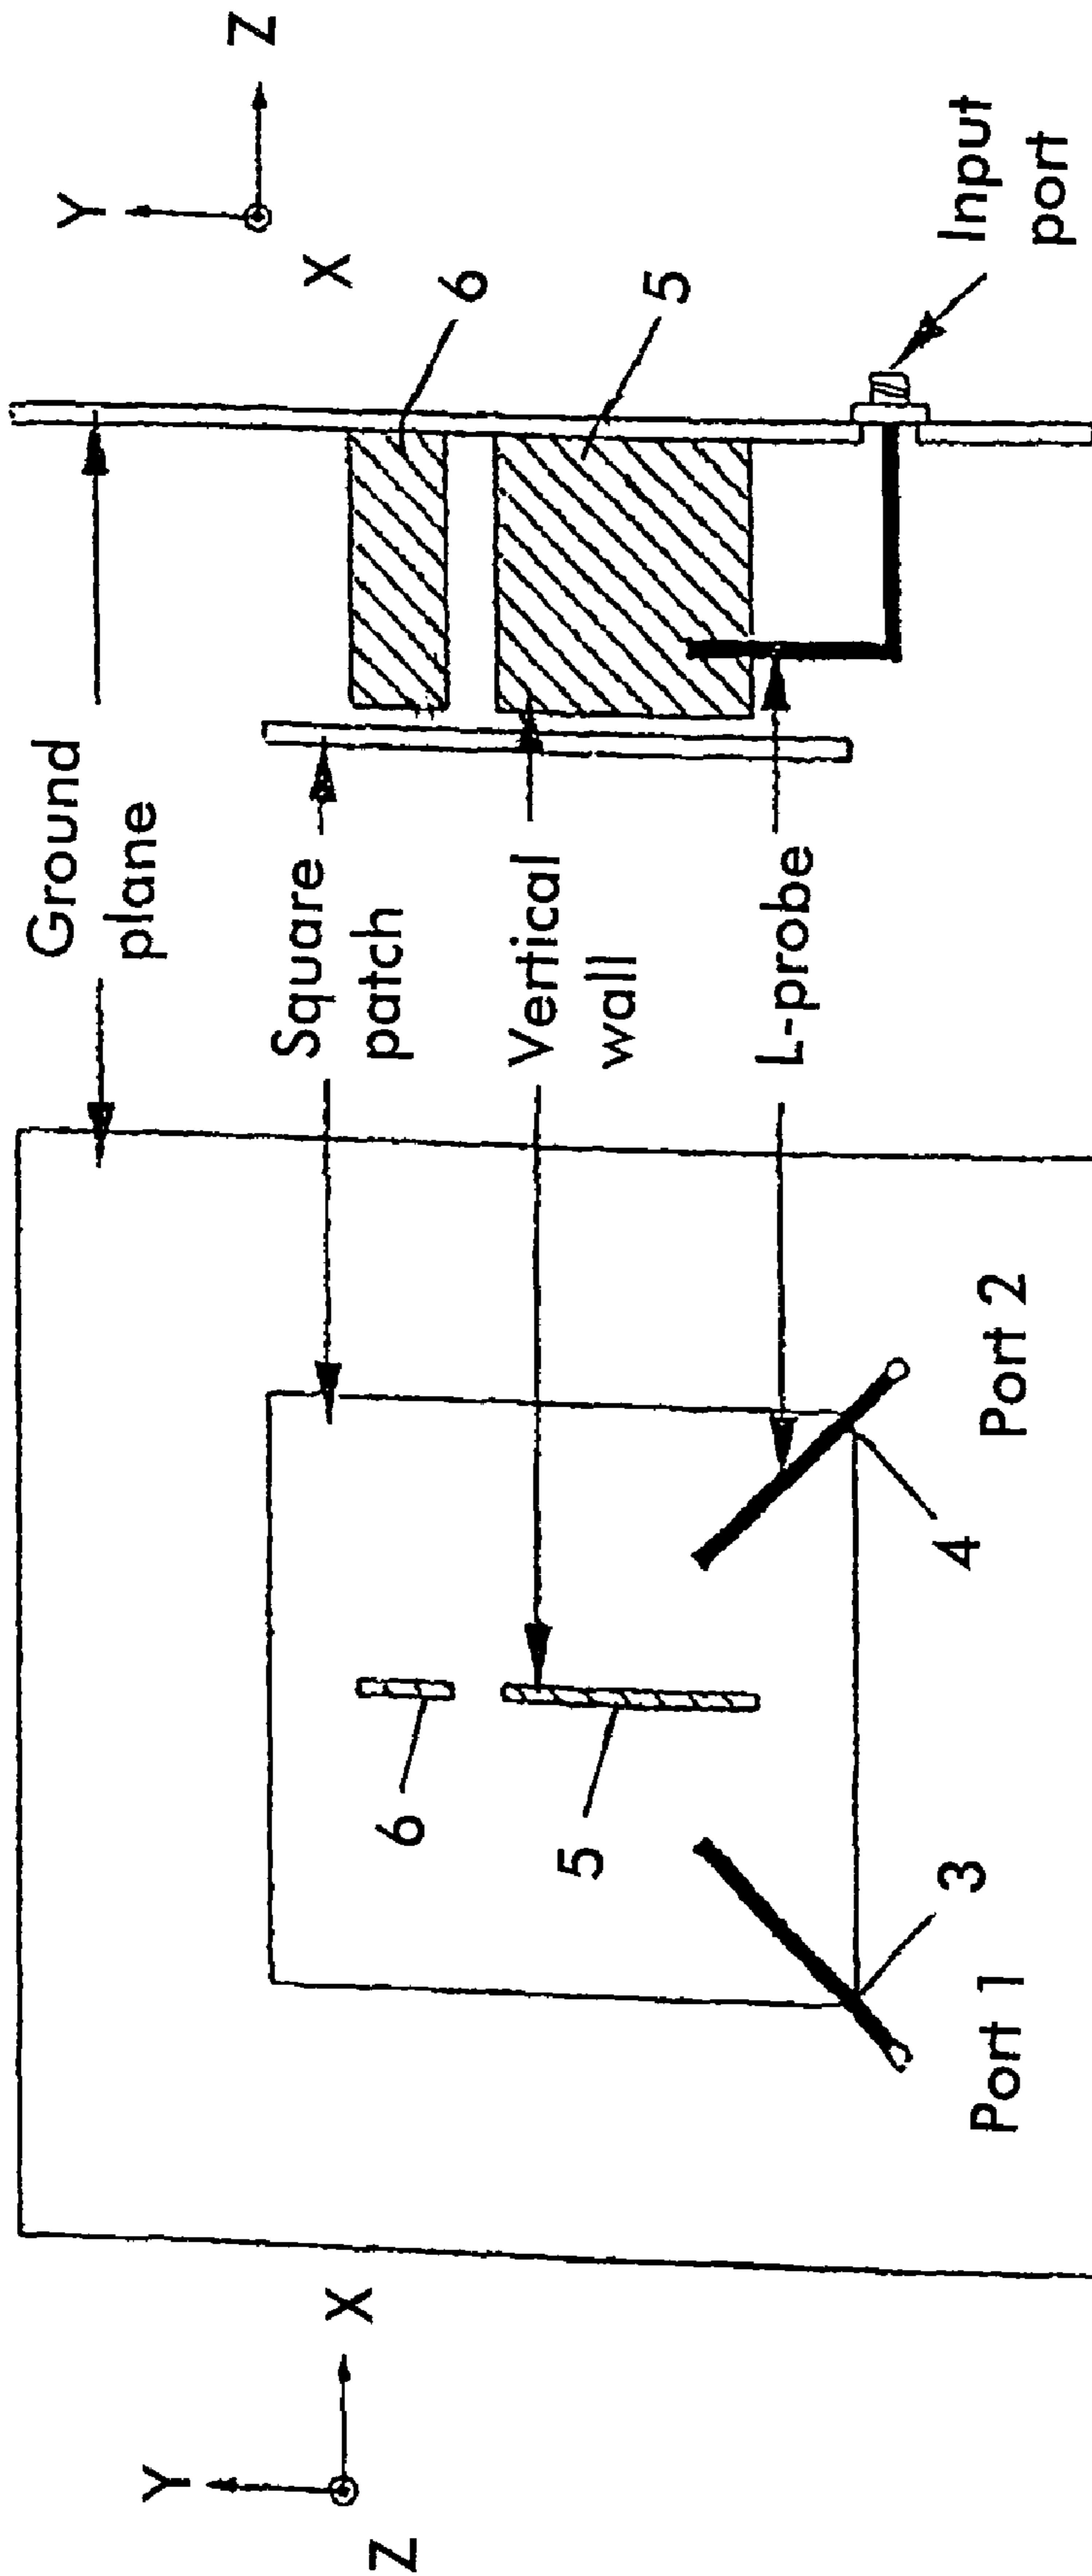 Ground
plane
Square
patch
Vertical
wall
L-probe
Y
X
Z
6
5
3
4
Port 1
Port 2
Y
Z
X
6
5
Input
port